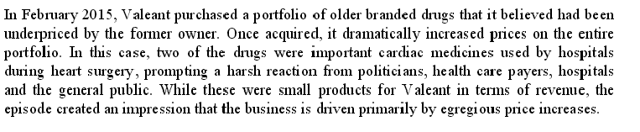 In February 2015, Valeant purchased a portfolio of older branded drugs that it believed had been
underpriced by the former owner. Once acquired, it dramatically increased prices on the entire
portfolio. In this case, two of the drugs were important cardiac medicines used by hospitals
during heart surgery, prompting a harsh reaction from politicians, health care payers, hospitals
and the general public. While these were small products for Valeant in terms of revenue, the
episode created an impression that the business is driven primarily by egregious price increases.